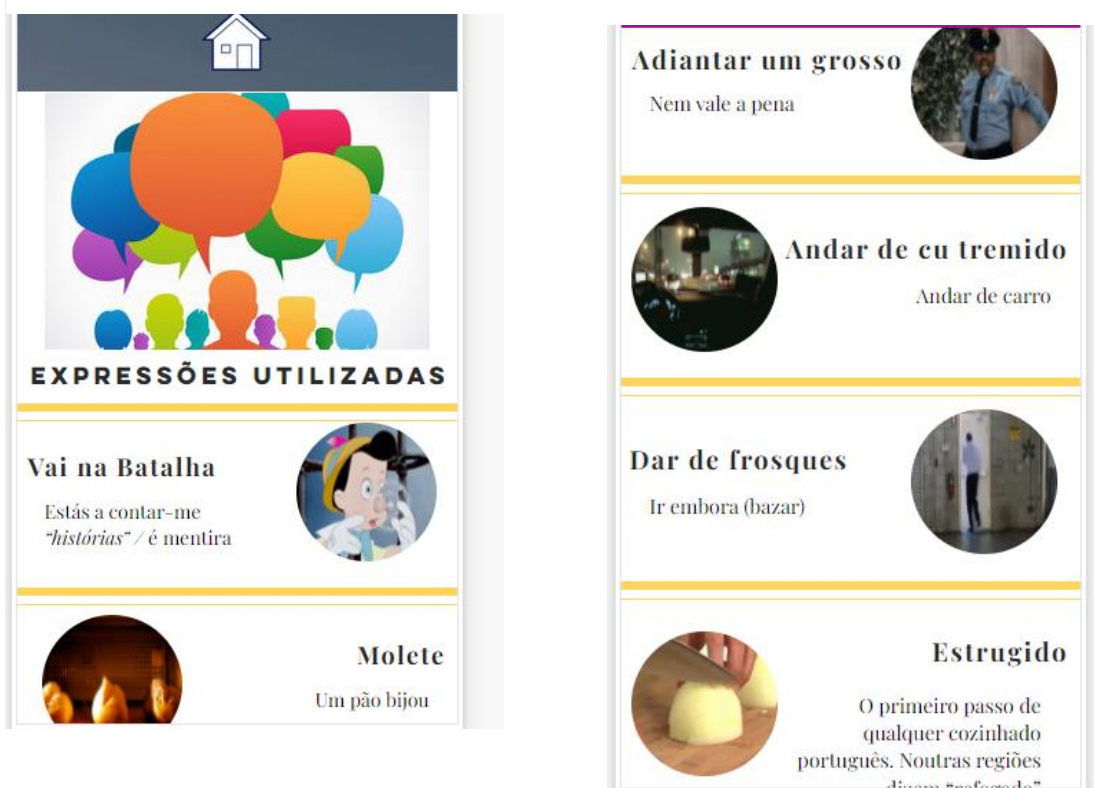 EXPRESSÕES UTILIZADAS
Vai na Batalha
Estás a contar-me
“histórias” / é mentira
Molete
Um pão bijou
Adiantar um grosso
Nem vale a pena
Andar de cu tremido
Andar de carro
Dar de frosques
Ir embora (bazar)
Estrugido
O primeiro passo de
qualquer cozinhado
português. Noutras regiões
dizem “refogado”